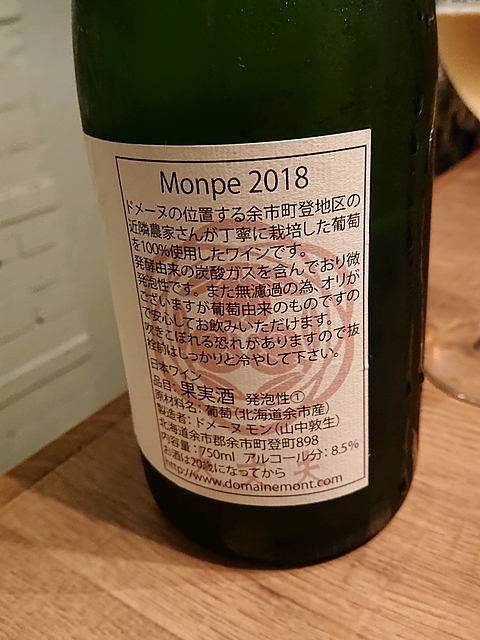 Monpe 2018
ドメーヌの位置する余市町登地区の
近隣農家さんが丁寧に栽培した葡萄
を100%使用したワインです。
発酵由来の炭酸ガスを含んでおり微
発泡性です。また無濾過の為、オリが
ございますが葡萄由来のものですの
で安心してお飲みいただけます。
吹きこぼれる恐れがありますので抜
栓前はしっかりと冷やして下さい。
日本ワイン
品目:果実酒 発泡性①
原材料名:葡萄(北海道余市産)
製造者:ドメーヌ モン(山中敦生)
北海道余市郡余市町登町898
内容量:750ml アルコール分:8.5%
お酒は20歳になってから
http://www.domainemont.com